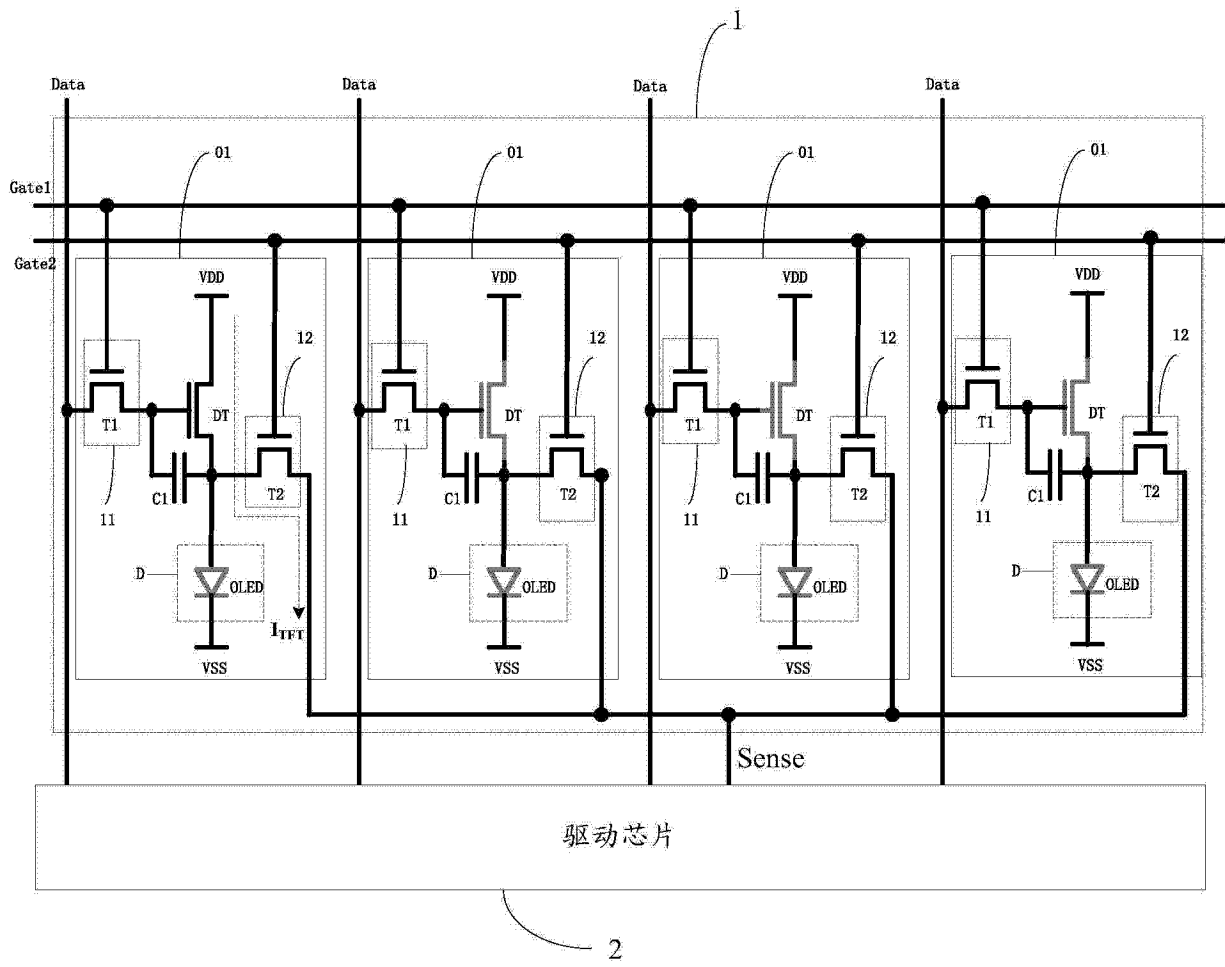 1
Data Data Data Data
01 01 01 01
Gate1
Gate2
VDD VDD VDD VDD
12 12 12 12
DT DT DT DT
T1 T1 T1 T1
C1 C1 C1 C1
T2 T2 T2 T2
11 11 11 11
D OLED D OLED D OLED D OLED
ITFT
VSS VSS VSS VSS
Sense
驱动芯片
2